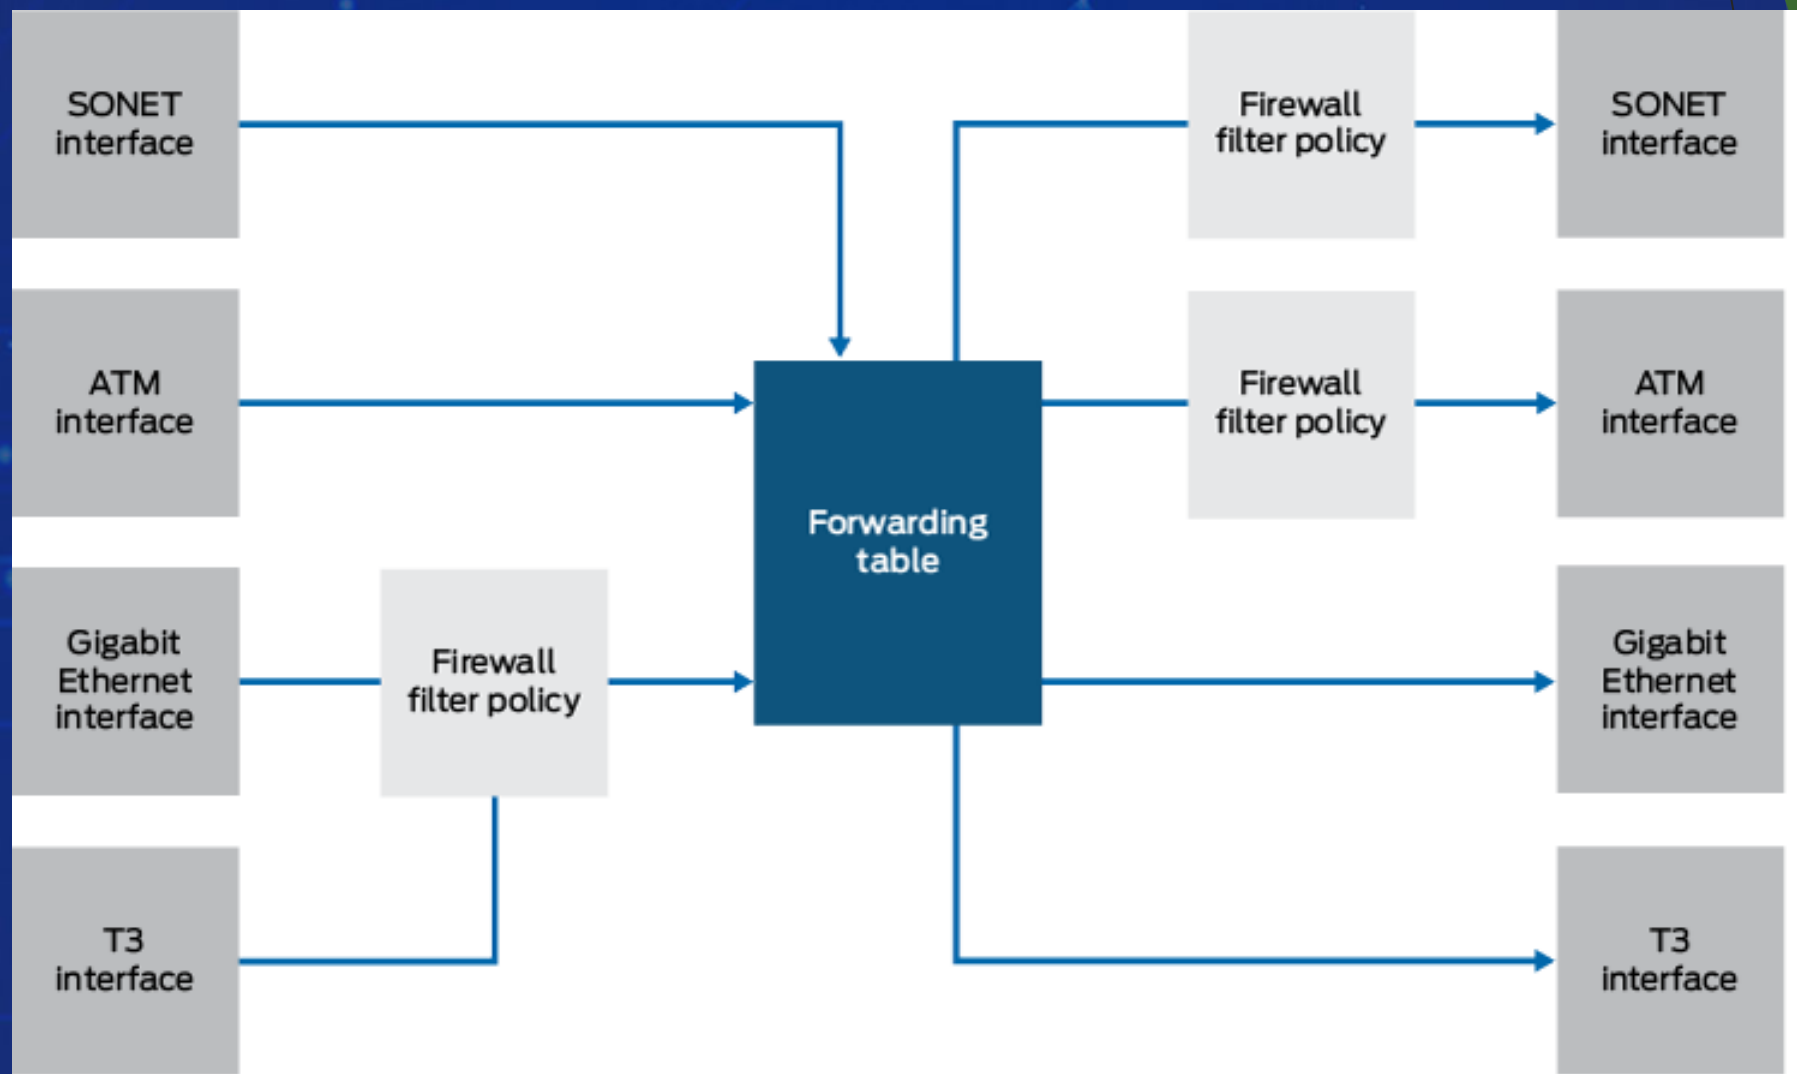 SONET
interface
Firewall
filter policy
SONET
interface
ATM
interface
Firewall
filter policy
ATM
interface
Forwarding
table
Gigabit
Ethernet
interface
Firewall
filter policy
Gigabit
Ethernet
interface
T3
interface
T3
interface